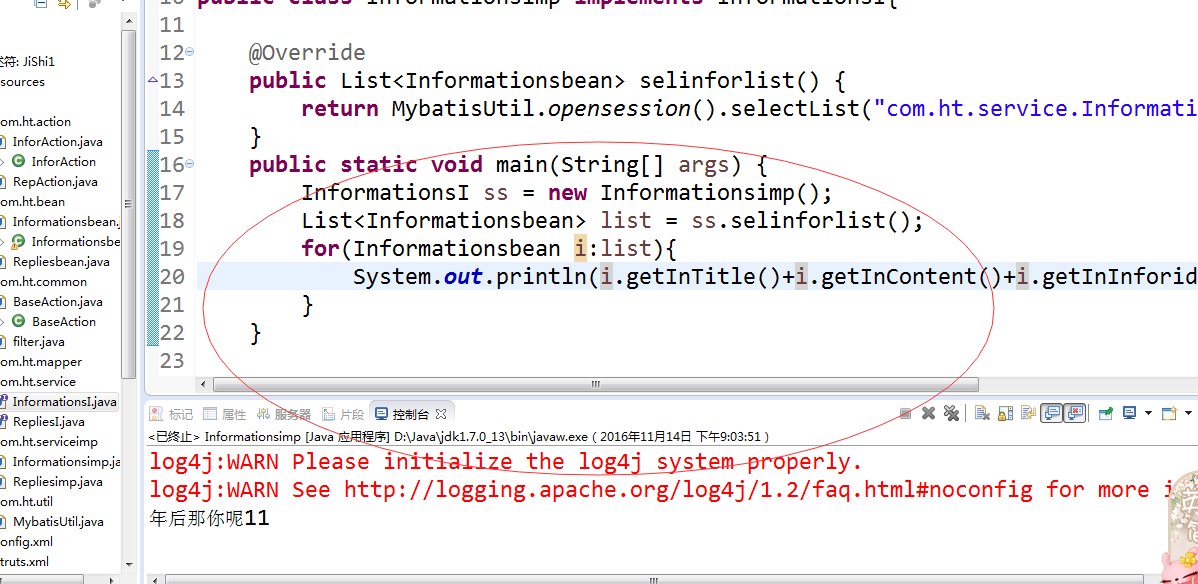 public class Informationsimp implements InformationsI{
11
12 @Override
13 public List<Informationsbean> selinforlist() {
14 return MybatisUtil.opensession().selectList("com.ht.service.Informati
15 }
16 public static void main(String[] args) {
17 InformationsI ss = new Informationsimp();
18 List<Informationsbean> list = ss.selinforlist();
19 for(Informationsbean i:list){
20 System.out.println(i.getInTitle()+i.getInContent()+i.getInInforid
21 }
22 }
23
符: JiShi1
sources
om.ht.action
InforAction.java
InforAction
RepAction.java
om.ht.bean
Informationsbean.
Informationsbe
Repliesbean.java
om.ht.common
BaseAction.java
BaseAction
filter.java
om.ht.mapper
om.ht.service
InformationsI.java
RepliesI.java
om.ht.serviceimp
Informationsimp.ja
Repliesimp.java
om.ht.util
MybatisUtil.java
onfig.xml
truts.xml
标记 属性 服务器 片段 控制台
<已终止> Informationsimp [Java 应用程序] D:\Java\jdk1.7.0_13\bin\javaw.exe ( 2016年11月14日 下午9:03:51 )
log4j:WARN Please initialize the log4j system properly.
log4j:WARN See http://logging.apache.org/log4j/1.2/faq.html#noconfig for more i
年后那你呢11